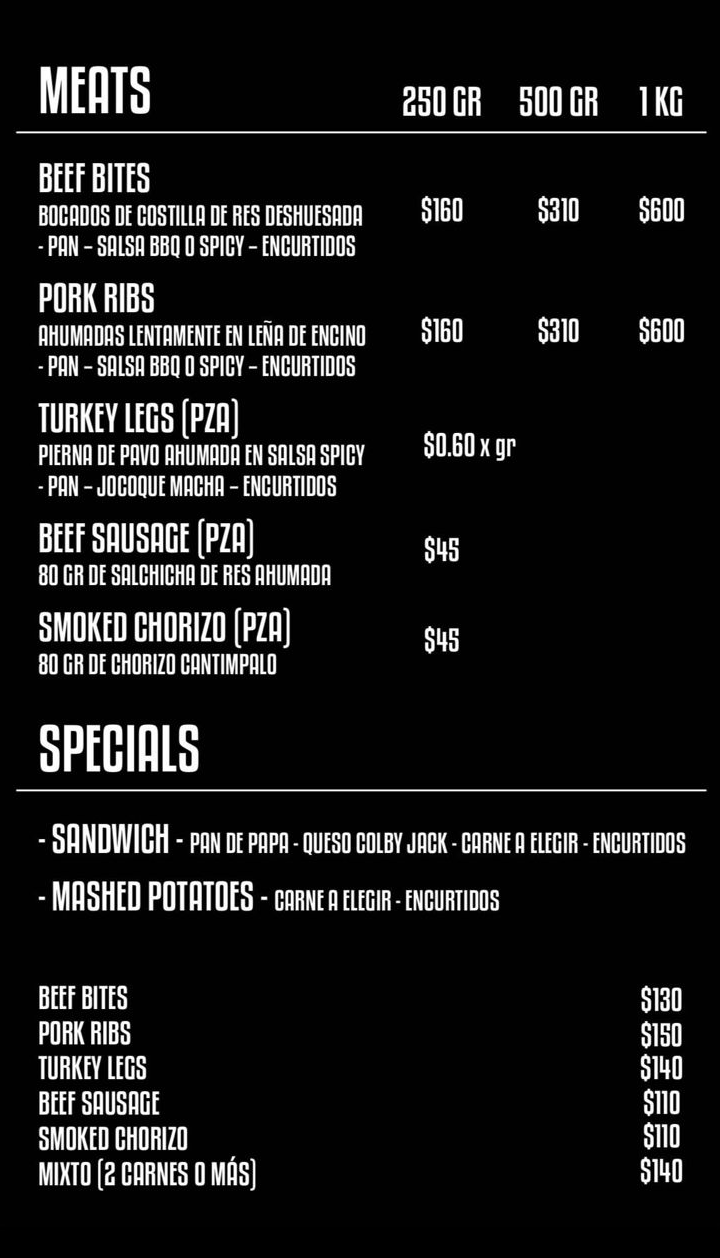 MEATS 250 GR 500 GR 1 KG
BEEF BITES
BOCADOS DE COSTILLA DE RES DESHUESADA $160 $310 $600
- PAN – SALSA BBQ O SPICY – ENCURTIDOS
PORK RIBS
AHUMADAS LENTAMENTE EN LEÑA DE ENCINO $160 $310 $600
- PAN – SALSA BBQ O SPICY – ENCURTIDOS
TURKEY LEGS (PZA)
PIERNA DE PAVO AHUMADA EN SALSA SPICY $0.60 x gr
- PAN – JOCOQUE MACHA – ENCURTIDOS
BEEF SAUSAGE (PZA) $45
80 GR DE SALCHICHA DE RES AHUMADA
SMOKED CHORIZO (PZA) $45
80 GR DE CHORIZO CANTIMPALO
SPECIALS
- SANDWICH - PAN DE PAPA - QUESO COLBY JACK - CARNE A ELEGIR - ENCURTIDOS
- MASHED POTATOES - CARNE A ELEGIR - ENCURTIDOS
BEEF BITES $130
PORK RIBS $150
TURKEY LEGS $140
BEEF SAUSAGE $110
SMOKED CHORIZO $110
MIXTO (2 CARNES O MÁS) $140